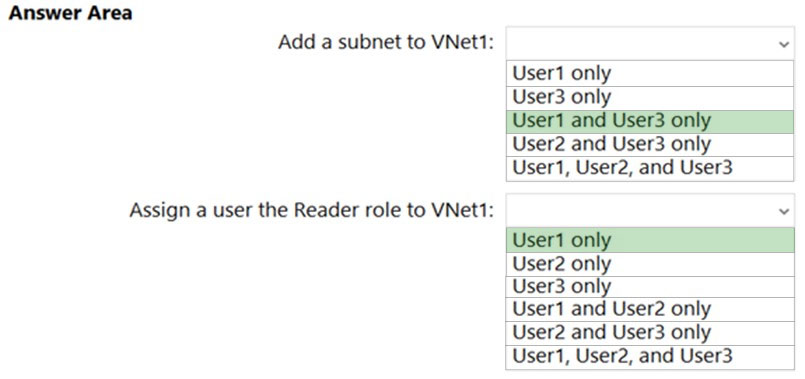 Answer Area
Add a subnet to VNet1:
User1 only
User3 only
User1 and User3 only
User2 and User3 only
User1, User2, and User3
Assign a user the Reader role to VNet1:
User1 only
User2 only
User3 only
User1 and User2 only
User2 and User3 only
User1, User2, and User3